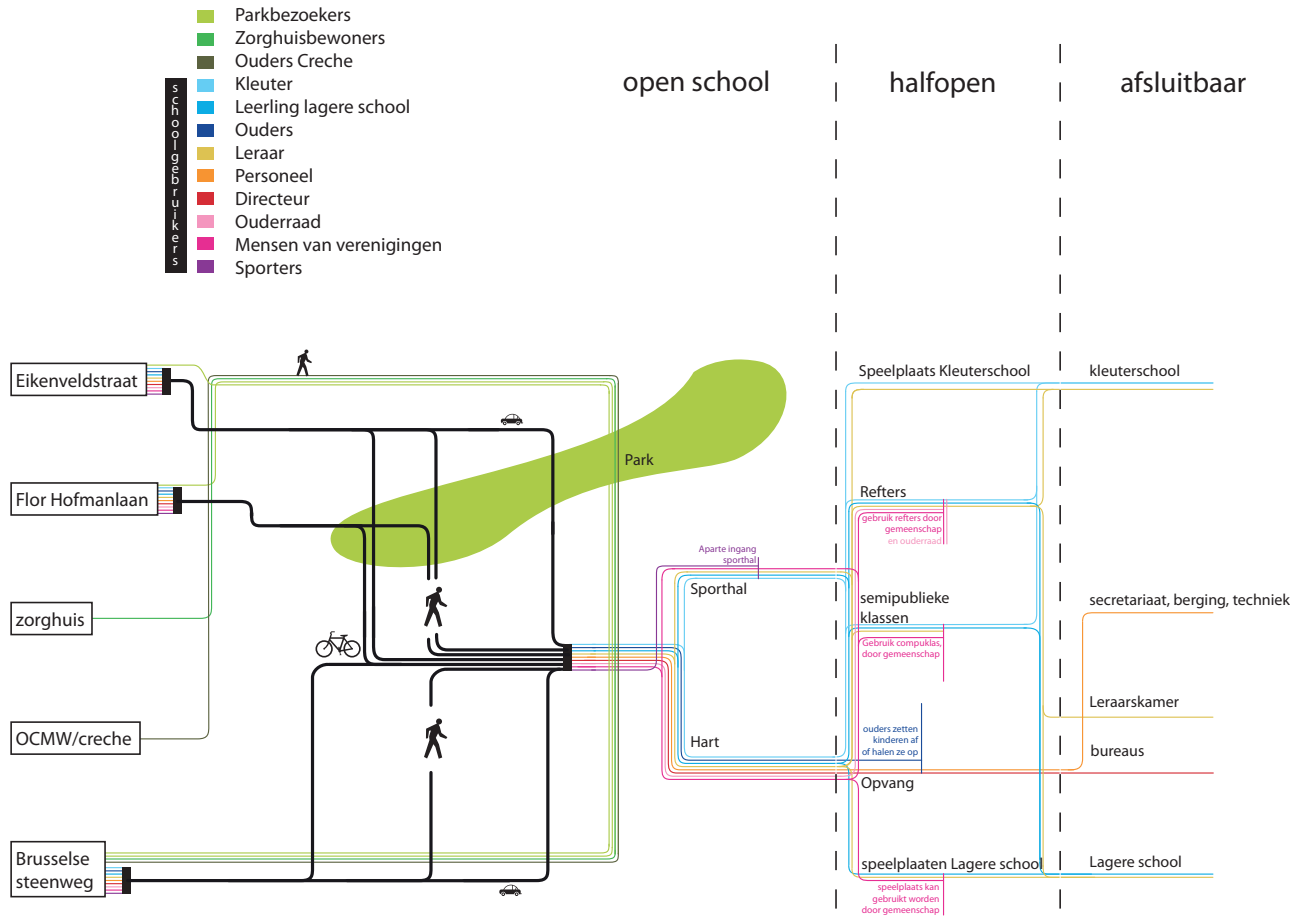 Parkbezoekers
Zorghuisbewoners
Ouders Creche
Kleuter
Leerling lagere school
Ouders
Leraar
Personeel
Directeur
Ouderraad
Mensen van verenigingen
Sporters
schoolgebruikers
open school
halfopen
afsluitbaar
Eikenveldstraat
Flor Hofmanlaan
zorghuis
OCMW/creche
Brusselse
steenweg
Park
Aparte ingang
sporthal
Sporthal
Hart
Speelplaats Kleuterschool
Refters
gebruik refters door
gemeenschap
en ouderraad
semipublieke
klassen
Gebruik compuklas,
door gemeenschap
ouders zetten
kinderen af
of halen ze op
Opvang
speelplaaten Lagere school
speelplaats kan
gebruikt worden
door gemeenschap
kleuterschool
secretariaat, berging, techniek
Leraarskamer
bureaus
Lagere school